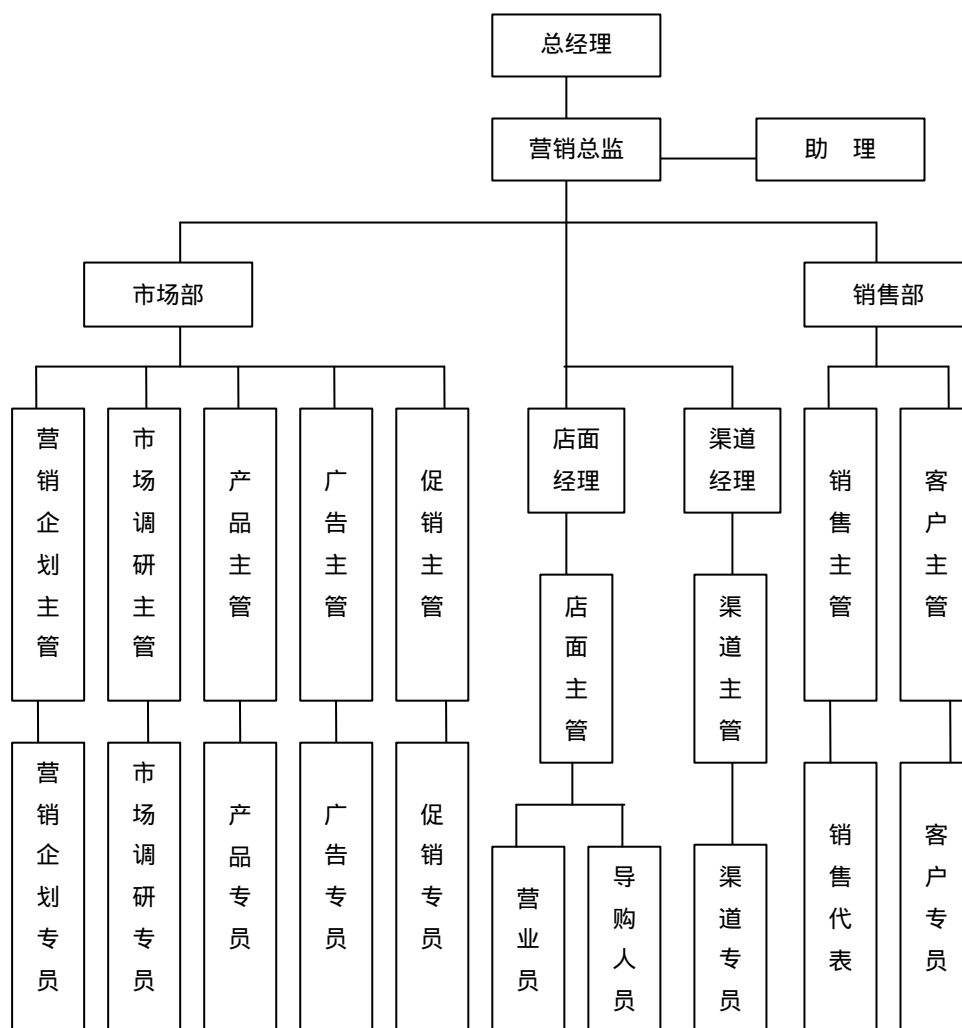 总经理
营销总监
助 理
市场部
销售部
营销企划主管
市场调研主管
产品主管
广告主管
促销主管
店面
经理
渠道
经理
销售主管
客户主管
店面主管
渠道主管
营销企划专员
市场调研专员
产品专员
广告专员
促销专员
营业员
导购人员
渠道专员
销售代表
客户专员